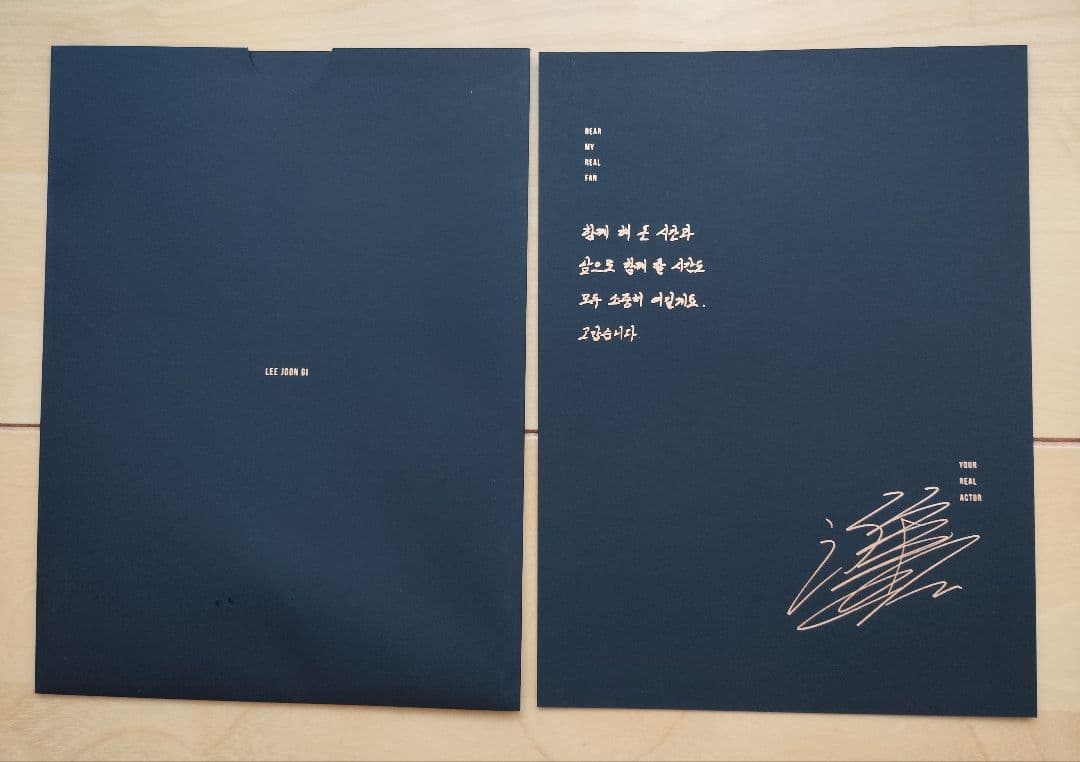 LEE JOON GI
DEAR
MY
REAL
FAN
함께 해 온 시간과
앞으로 함께 할 시간도
모두 소중히 여길게요.
고맙습니다
YOUR
REAL
ACTOR